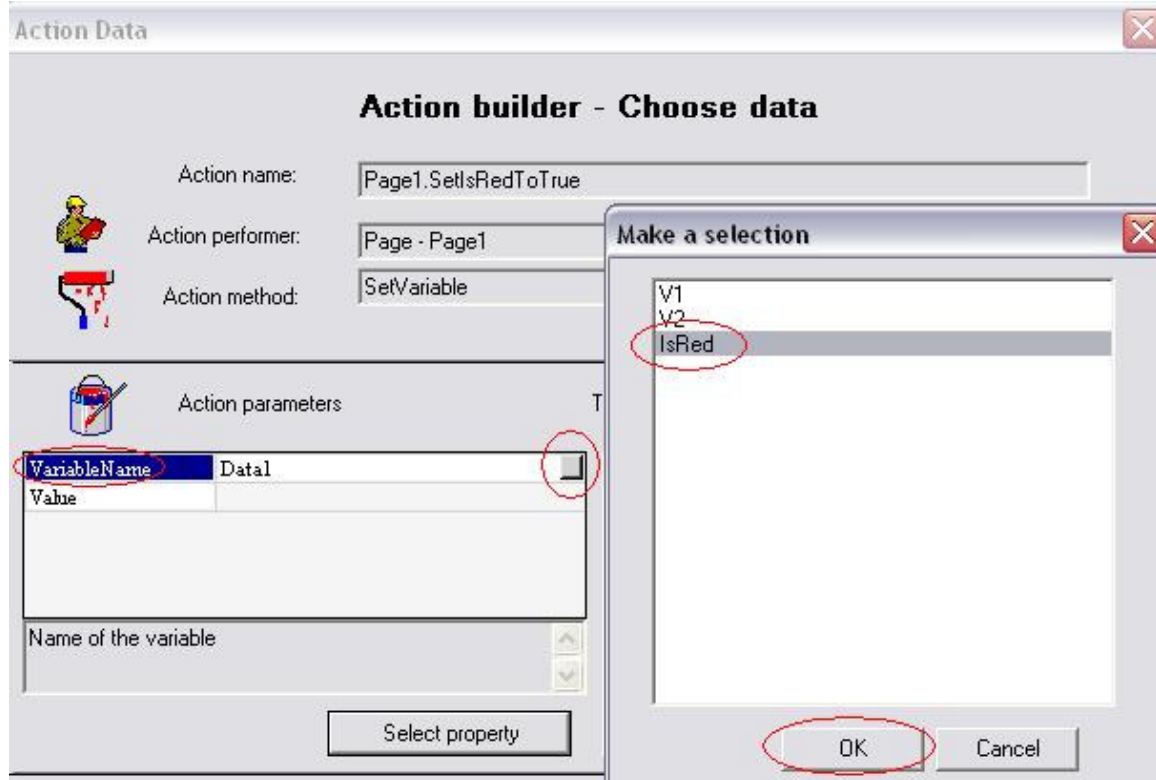 Action Data
Action builder - Choose data
Action name: Page1.SetIsRedToTrue
Action performer: Page - Page1
Action method: SetVariable
Action parameters T
VariableName Data1
Value
Name of the variable
Select property
Make a selection
V1
V2
IsRed
OK Cancel